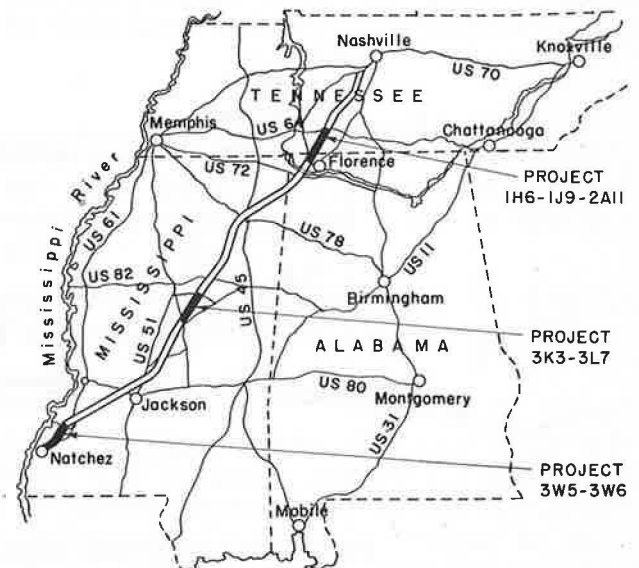 Nashville
Knoxville
US 70
TENNESSEE
Memphis
US 64
Chattanooga
Florence
US 72
PROJECT
1H6-1J9-2A11
Mississippi River
US 61
MISSISSIPPI
US 78
US 11
US 82
US 45
Birmingham
US 51
PROJECT
3K3-3L7
ALABAMA
US 80
Jackson
Montgomery
US 31
Natchez
PROJECT
3W5-3W6
Mobile